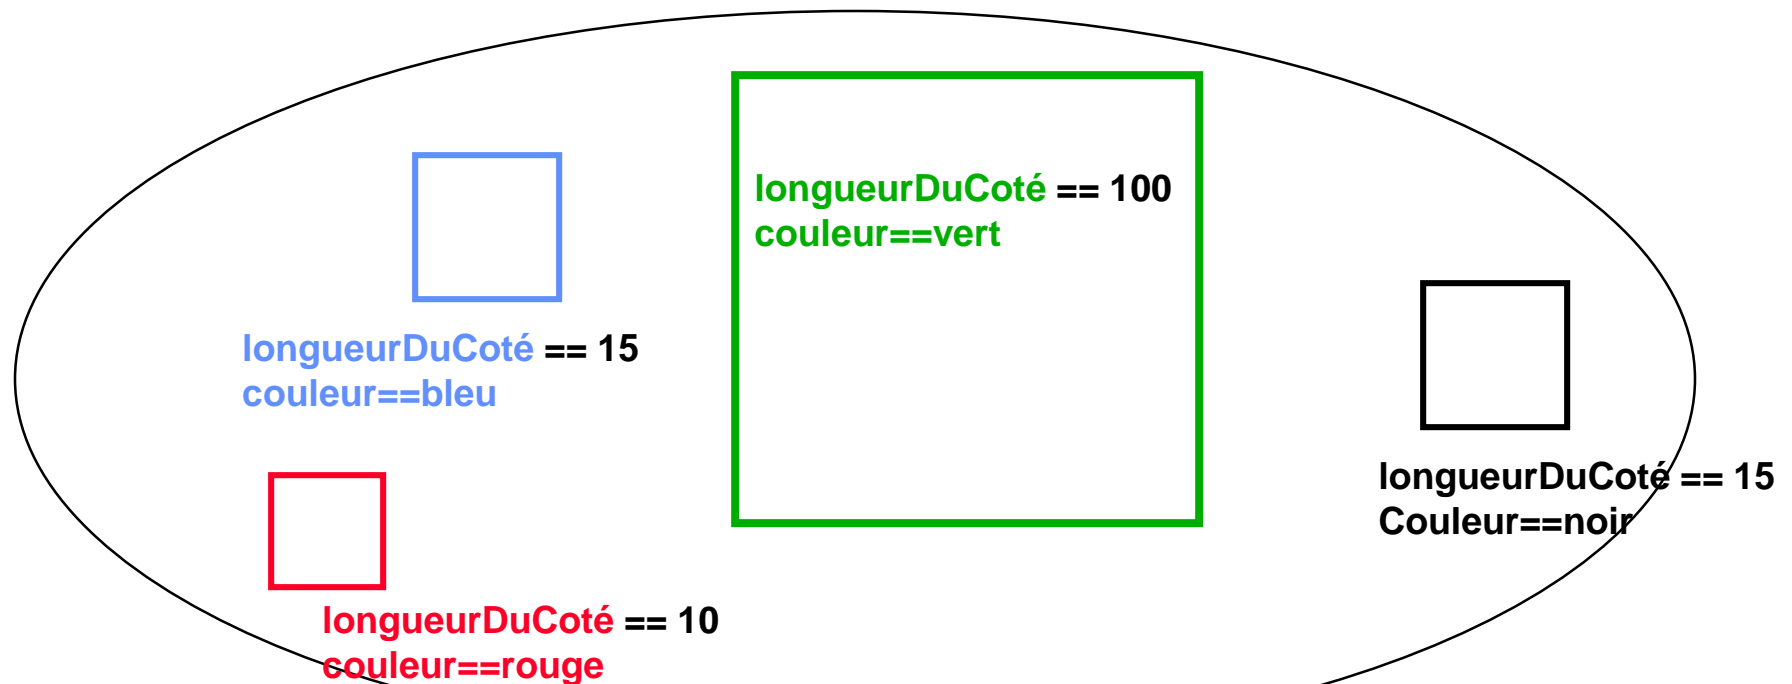 longueurDuCoté == 100
couleur==vert
longueurDuCoté == 15
couleur==bleu
longueurDuCoté == 15
Couleur==noir
longueurDuCoté == 10
couleur==rouge